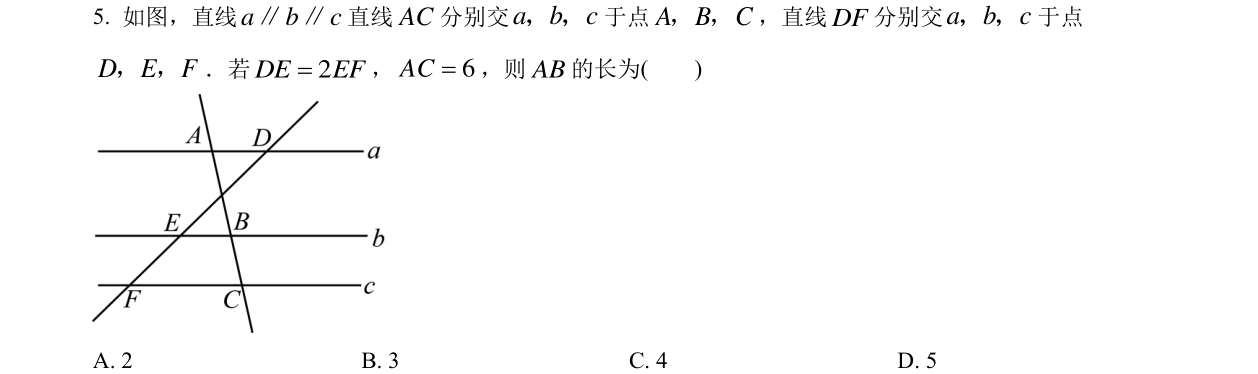 5. 如图，直线a∥b∥c直线AC分别交a，b，c于点A，B，C，直线DF分别交a，b，c于点
D，E，F．若DE=2EF，AC=6，则AB的长为(　　)
A D
a
E B
b
c
F C
A. 2 B. 3 C. 4 D. 5